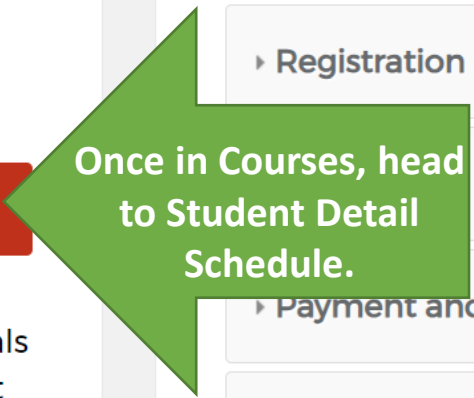 Registration
Once in Courses, head
to Student Detail
Schedule.
Payment and